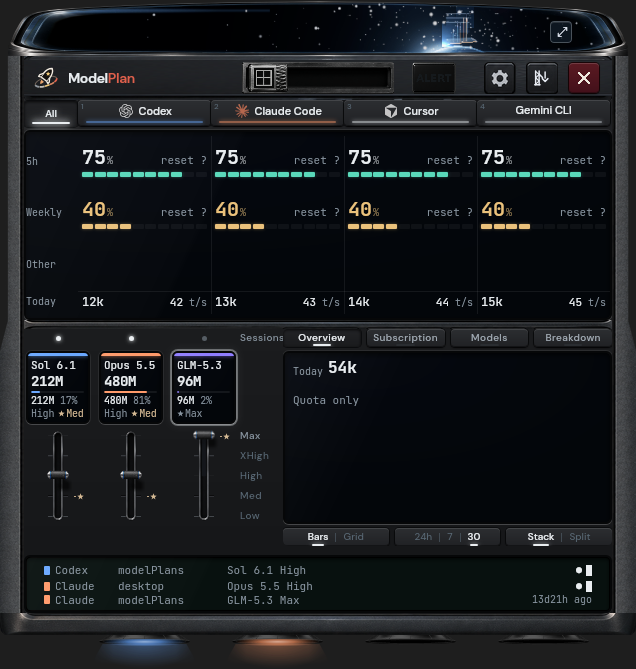 ModelPlan ALERT
All 1 Codex 2 Claude Code 3 Cursor 4 Gemini CLI
5h 75% reset ? 75% reset ? 75% reset ? 75% reset ?
Weekly 40% reset ? 40% reset ? 40% reset ? 40% reset ?
Other
Today 12k 42 t/s 13k 43 t/s 14k 44 t/s 15k 45 t/s
Sessions Overview Subscription Models Breakdown
Sol 6.1 Opus 5.5 GLM-5.3
212M 480M 96M
212M 17% 480M 81% 96M 2%
High ★Med High ★Med ★Max
Today 54k
Quota only
-★ Max
XHigh
High
-★ -★ Med
Low
Bars | Grid 24h | 7 | 30 Stack | Split
Codex modelPlans Sol 6.1 High
Claude desktop Opus 5.5 High
Claude modelPlans GLM-5.3 Max 13d21h ago